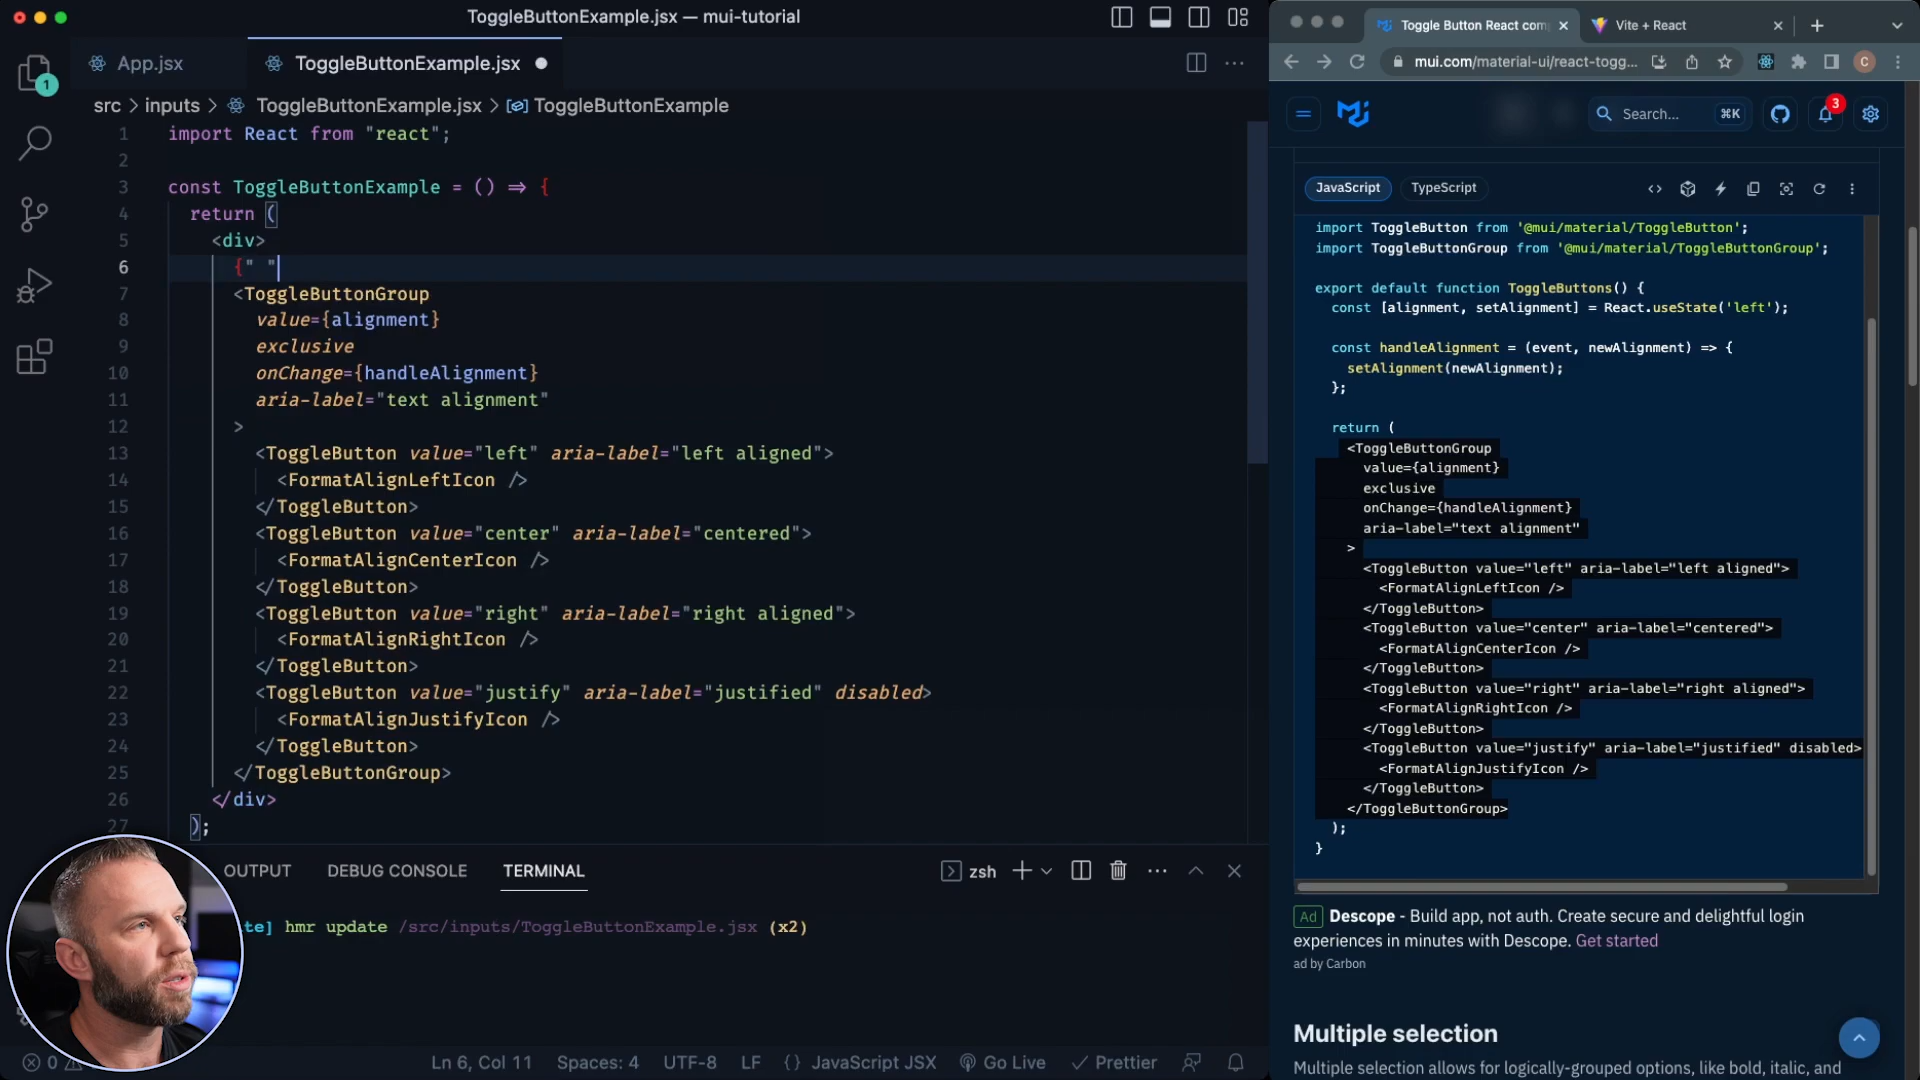 ToggleButtonExample.jsx — mui-tutorial
App.jsx
ToggleButtonExample.jsx
src > inputs > ToggleButtonExample.jsx > ToggleButtonExample
1 import React from "react";
2
3 const ToggleButtonExample = () => {
4 return (
5 <div>
6 {" "
7 <ToggleButtonGroup
8 value={alignment}
9 exclusive
10 onChange={handleAlignment}
11 aria-label="text alignment"
12 >
13 <ToggleButton value="left" aria-label="left aligned">
14 <FormatAlignLeftIcon />
15 </ToggleButton>
16 <ToggleButton value="center" aria-label="centered">
17 <FormatAlignCenterIcon />
18 </ToggleButton>
19 <ToggleButton value="right" aria-label="right aligned">
20 <FormatAlignRightIcon />
21 </ToggleButton>
22 <ToggleButton value="justify" aria-label="justified" disabled>
23 <FormatAlignJustifyIcon />
24 </ToggleButton>
25 </ToggleButtonGroup>
26 </div>
27 );
1
OUTPUT DEBUG CONSOLE TERMINAL
zsh
te] hmr update /src/inputs/ToggleButtonExample.jsx (x2)
0
Ln 6, Col 11 Spaces: 4 UTF-8 LF {} JavaScript JSX Go Live Prettier
Toggle Button React com
Vite + React
mui.com/material-ui/react-togg...
C
Search... ⌘K
3
JavaScript TypeScript
import ToggleButton from '@mui/material/ToggleButton';
import ToggleButtonGroup from '@mui/material/ToggleButtonGroup';
export default function ToggleButtons() {
const [alignment, setAlignment] = React.useState('left');
const handleAlignment = (event, newAlignment) => {
setAlignment(newAlignment);
};
return (
<ToggleButtonGroup
value={alignment}
exclusive
onChange={handleAlignment}
aria-label="text alignment"
>
<ToggleButton value="left" aria-label="left aligned">
<FormatAlignLeftIcon />
</ToggleButton>
<ToggleButton value="center" aria-label="centered">
<FormatAlignCenterIcon />
</ToggleButton>
<ToggleButton value="right" aria-label="right aligned">
<FormatAlignRightIcon />
</ToggleButton>
<ToggleButton value="justify" aria-label="justified" disabled>
<FormatAlignJustifyIcon />
</ToggleButton>
</ToggleButtonGroup>
);
}
Ad Descope - Build app, not auth. Create secure and delightful login
experiences in minutes with Descope. Get started
ad by Carbon
Multiple selection
Multiple selection allows for logically-grouped options, like bold, italic, and